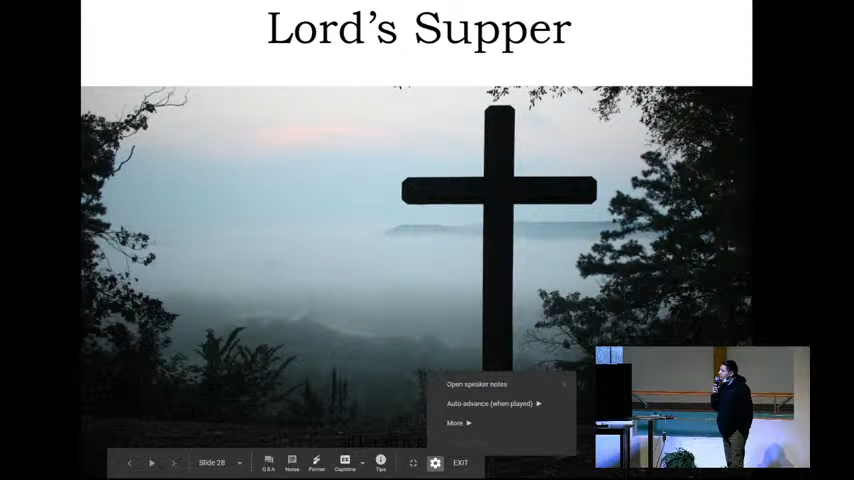 Lord's Supper
Open speaker notes
Auto-advance (when played)
More
Slide 28
Q & A
Notes
Pointer
Captions
Tips
EXIT